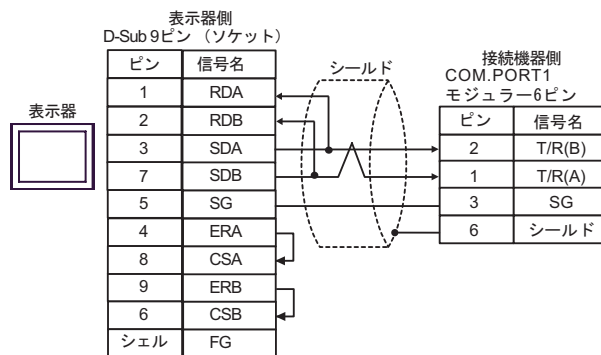 表示器側
D-Sub 9ピン （ソケット）
ピン 信号名
1 RDA
2 RDB
3 SDA
7 SDB
5 SG
4 ERA
8 CSA
9 ERB
6 CSB
シェル FG
表示器
シールド
接続機器側
COM.PORT1
モジュラー6ピン
ピン 信号名
2 T/R(B)
1 T/R(A)
3 SG
6 シールド